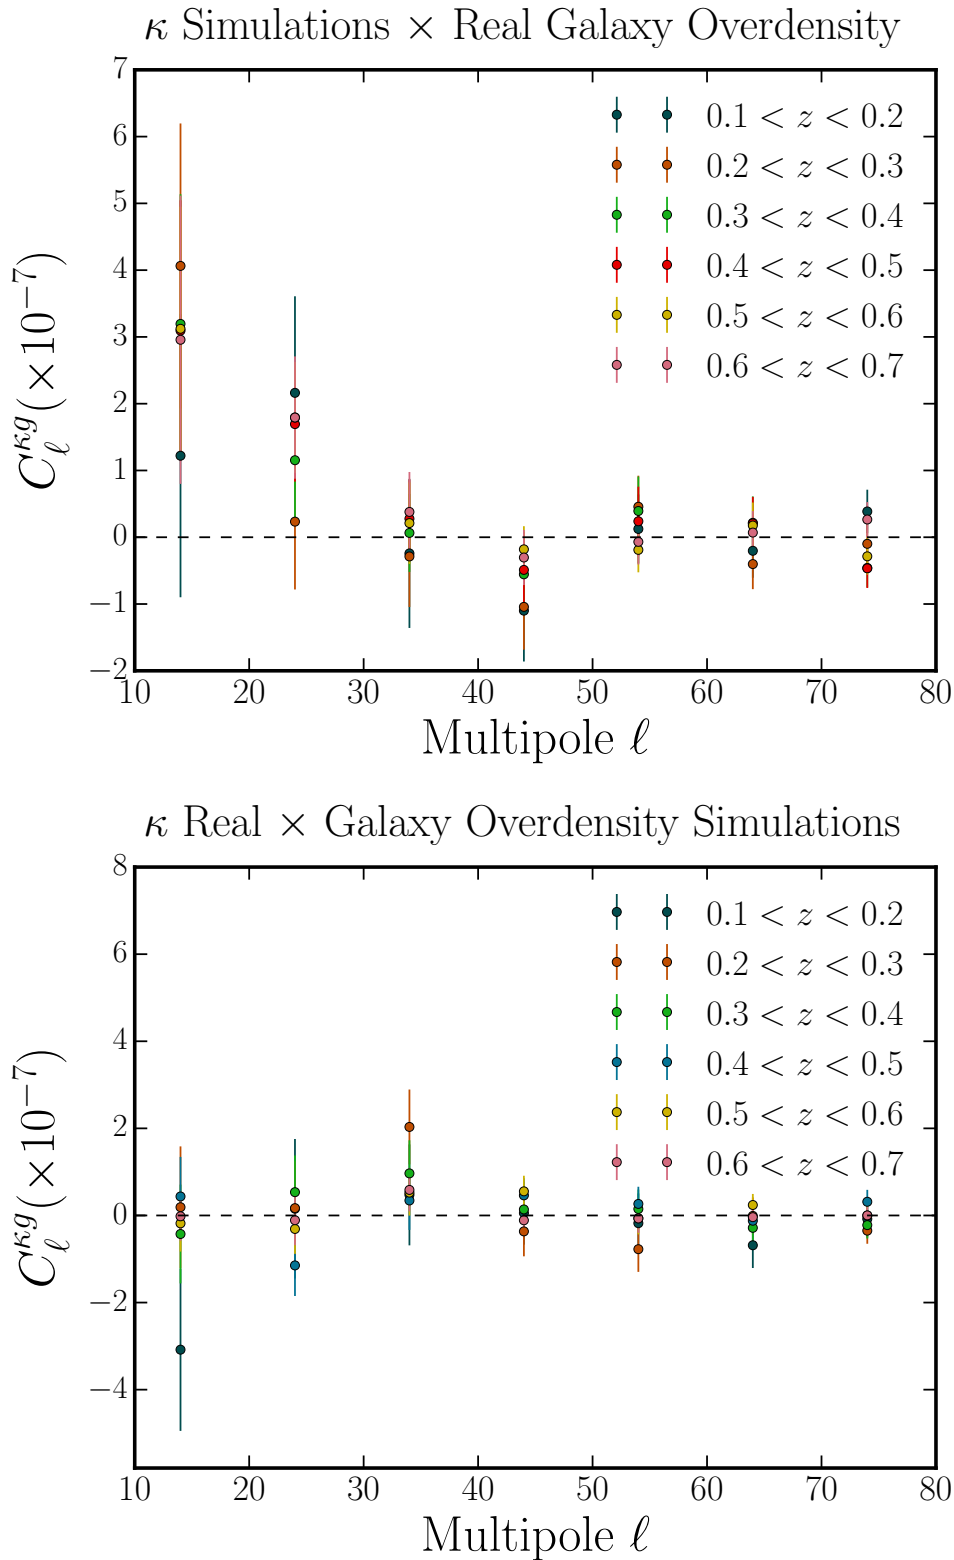 κ Simulations × Real Galaxy Overdensity
7
6
5
4
3
2
1
0
−1
−2
C_ℓ^{κg}(×10^{−7})
0.1 < z < 0.2
0.2 < z < 0.3
0.3 < z < 0.4
0.4 < z < 0.5
0.5 < z < 0.6
0.6 < z < 0.7
10 20 30 40 50 60 70 80
Multipole ℓ
κ Real × Galaxy Overdensity Simulations
8
6
4
2
0
−2
−4
C_ℓ^{κg}(×10^{−7})
0.1 < z < 0.2
0.2 < z < 0.3
0.3 < z < 0.4
0.4 < z < 0.5
0.5 < z < 0.6
0.6 < z < 0.7
10 20 30 40 50 60 70 80
Multipole ℓ